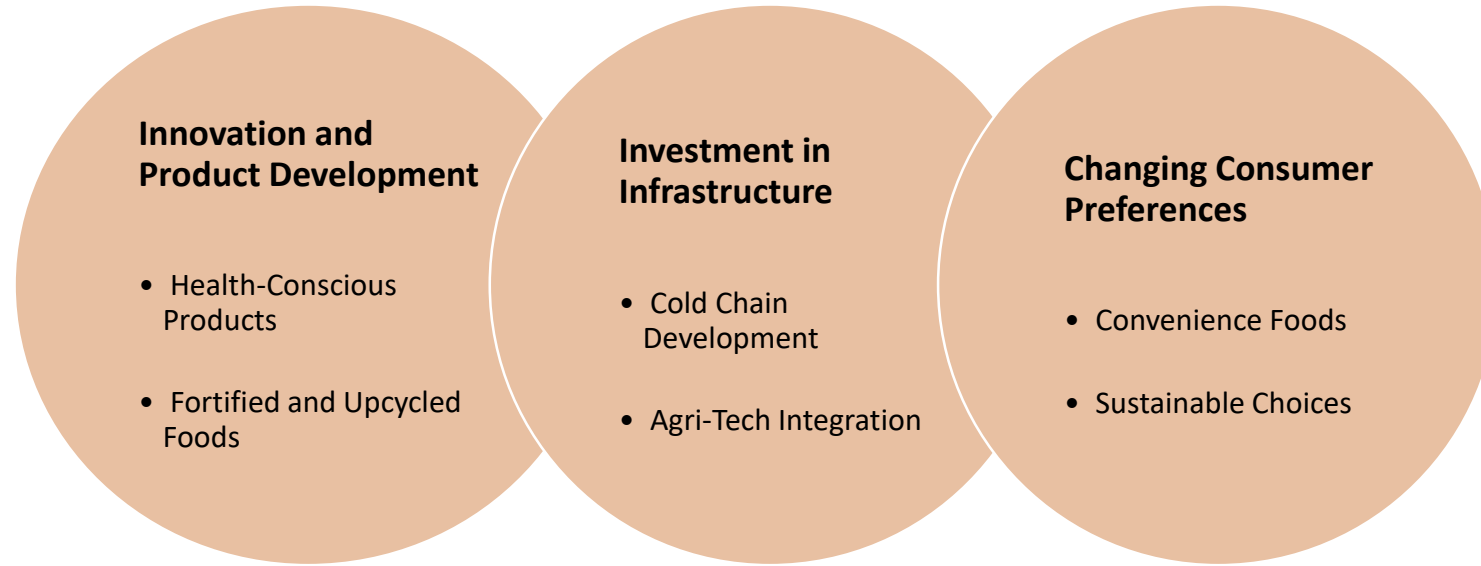 Innovation and
Product Development
• Health-Conscious
Products
• Fortified and Upcycled
Foods
Investment in
Infrastructure
• Cold Chain
Development
• Agri-Tech Integration
Changing Consumer
Preferences
• Convenience Foods
• Sustainable Choices